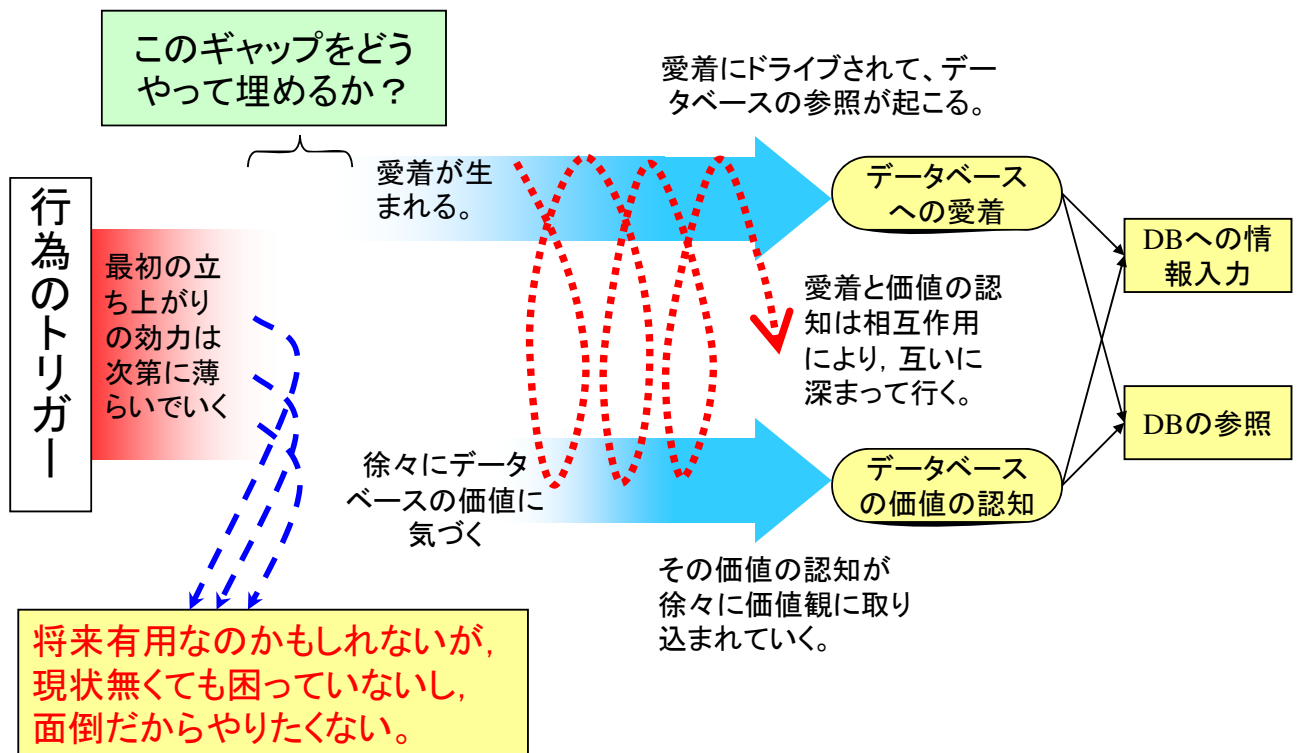 このギャップをどう
やって埋めるか？
愛着にドライブされて、デー
タベースの参照が起こる。
行為のトリガー
最初の立
ち上がり
の効力は
次第に薄
らいでいく
愛着が生
まれる。
データベース
への愛着
DBへの情
報入力
愛着と価値の認
知は相互作用
により，互いに
深まって行く。
DBの参照
徐々にデータ
ベースの価値に
気づく
データベース
の価値の認知
その価値の認知が
徐々に価値観に取り
込まれていく。
将来有用なのかもしれないが，
現状無くても困っていないし，
面倒だからやりたくない。